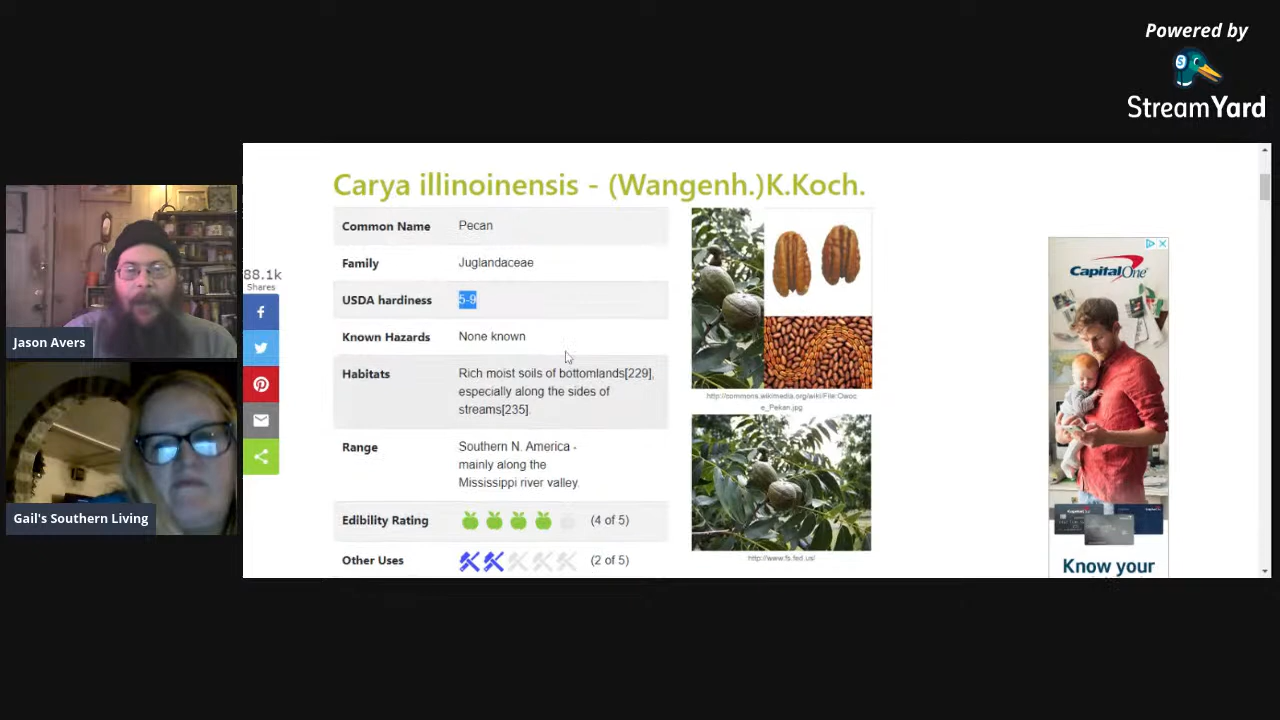 Powered by
StreamYard
Carya illinoinensis - (Wangenh.)K.Koch.
Common Name Pecan
Family Juglandaceae
USDA hardiness 5-9
Known Hazards None known
Habitats Rich moist soils of bottomlands[229],
especially along the sides of
streams[235].
Range Southern N. America -
mainly along the
Mississippi river valley.
Edibility Rating (4 of 5)
Other Uses (2 of 5)
88.1k
Shares
Jason Avers
Gail's Southern Living
http://commons.wikimedia.org/wiki/File:Owoc
e_Pekan.jpg
http://www.fs.fed.us/
Capital One
Know your